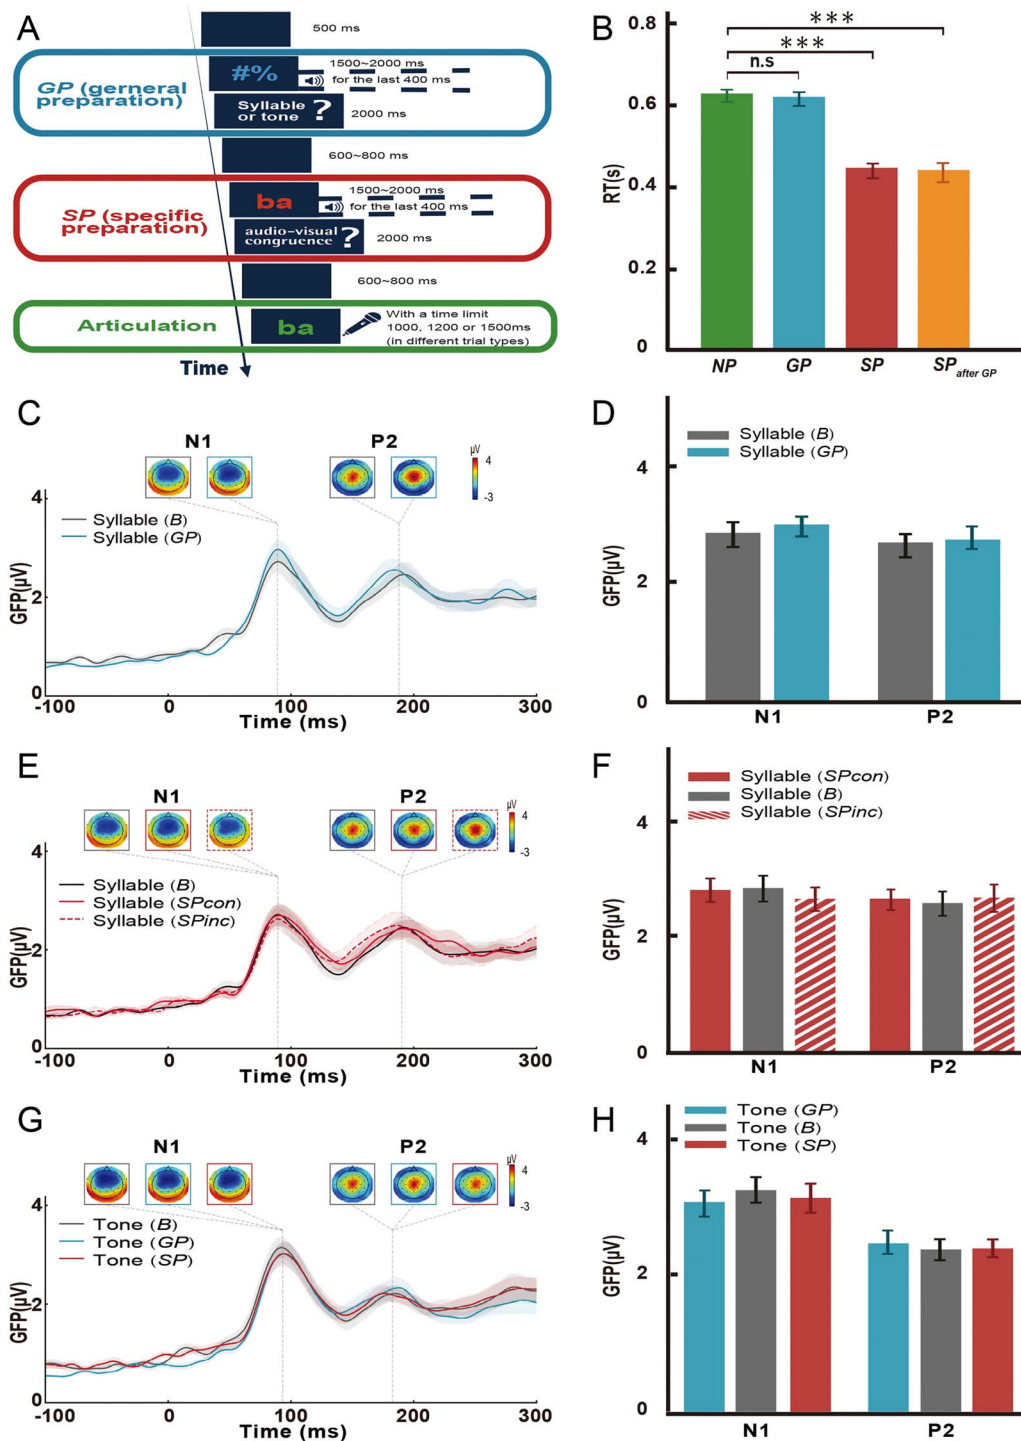 A
500 ms
GP (gerneral preparation)
#%
1500~2000 ms
for the last 400 ms
Syllable or tone ?
2000 ms
600~800 ms
SP (specific preparation)
ba
1500~2000 ms
for the last 400 ms
audio-visual congruence ?
2000 ms
600~800 ms
Articulation
ba
With a time limit
1000, 1200 or 1500ms
(in different trial types)
Time
B
0.8
0.6
0.4
0.2
0
RT(s)
***
***
n.s
NP GP SP SP after GP
C
N1 P2
μV
4
-3
Syllable (B)
Syllable (GP)
4
2
0
GFP(μV)
-100 0 100 200 300
Time (ms)
D
Syllable (B)
Syllable (GP)
4
2
0
GFP(μV)
N1 P2
E
N1 P2
μV
4
-3
Syllable (B)
Syllable (SPcon)
Syllable (SPinc)
4
2
0
GFP(μV)
-100 0 100 200 300
Time (ms)
F
Syllable (SPcon)
Syllable (B)
Syllable (SPinc)
4
2
0
GFP(μV)
N1 P2
G
N1 P2
μV
4
-3
Tone (B)
Tone (GP)
Tone (SP)
4
2
0
GFP(μV)
-100 0 100 200 300
Time (ms)
H
Tone (GP)
Tone (B)
Tone (SP)
4
2
0
GFP(μV)
N1 P2